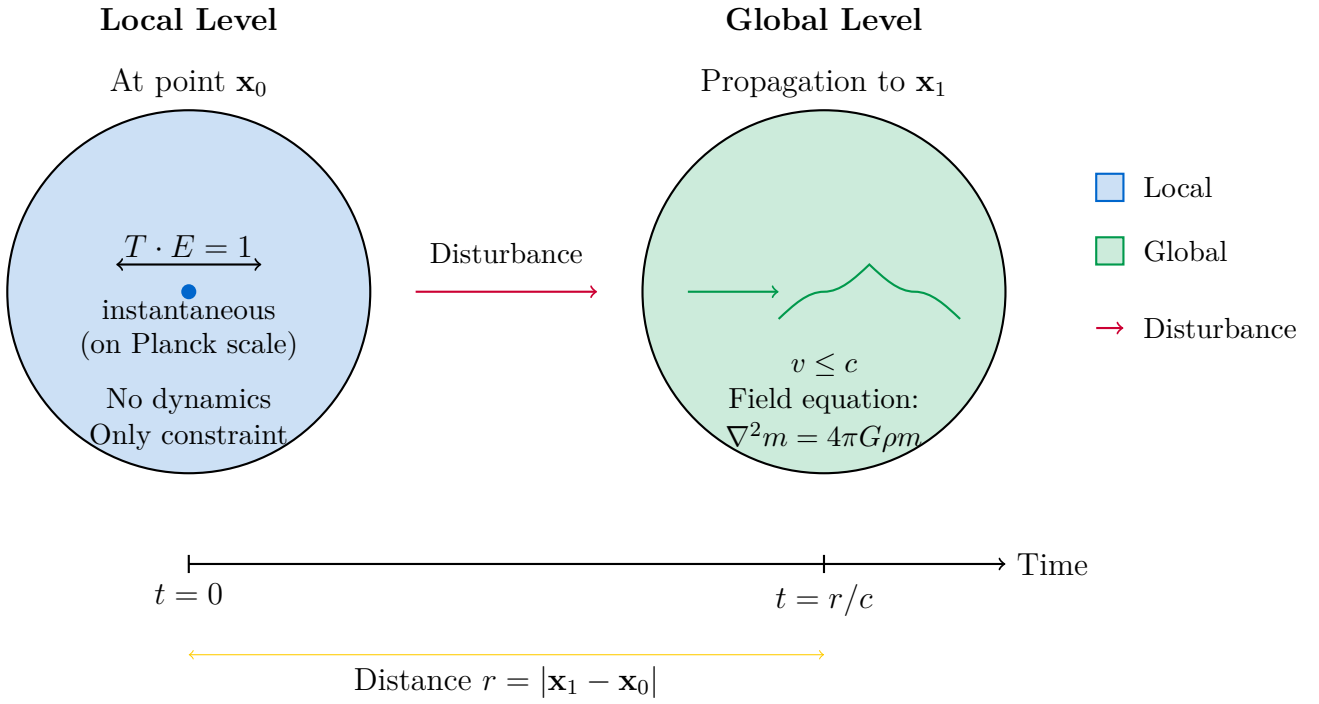 Local Level
At point x₀
T · E = 1
instantaneous
(on Planck scale)
No dynamics
Only constraint
Disturbance
Global Level
Propagation to x₁
v ≤ c
Field equation:
∇²m = 4πGρm
Local
Global
Disturbance
Time
t = 0
t = r/c
Distance r = |x₁ − x₀|